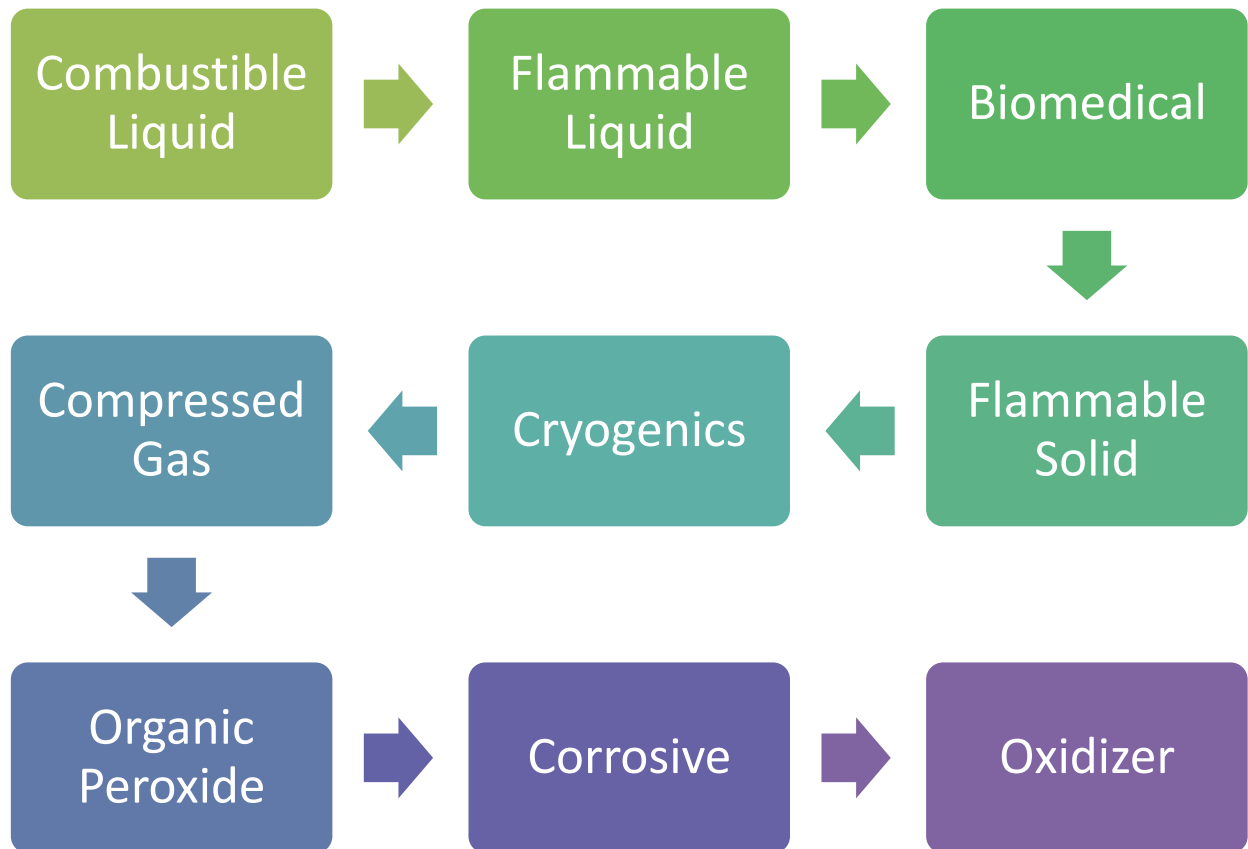 Combustible
Liquid
Flammable
Liquid
Biomedical
Flammable
Solid
Cryogenics
Compressed
Gas
Organic
Peroxide
Corrosive
Oxidizer